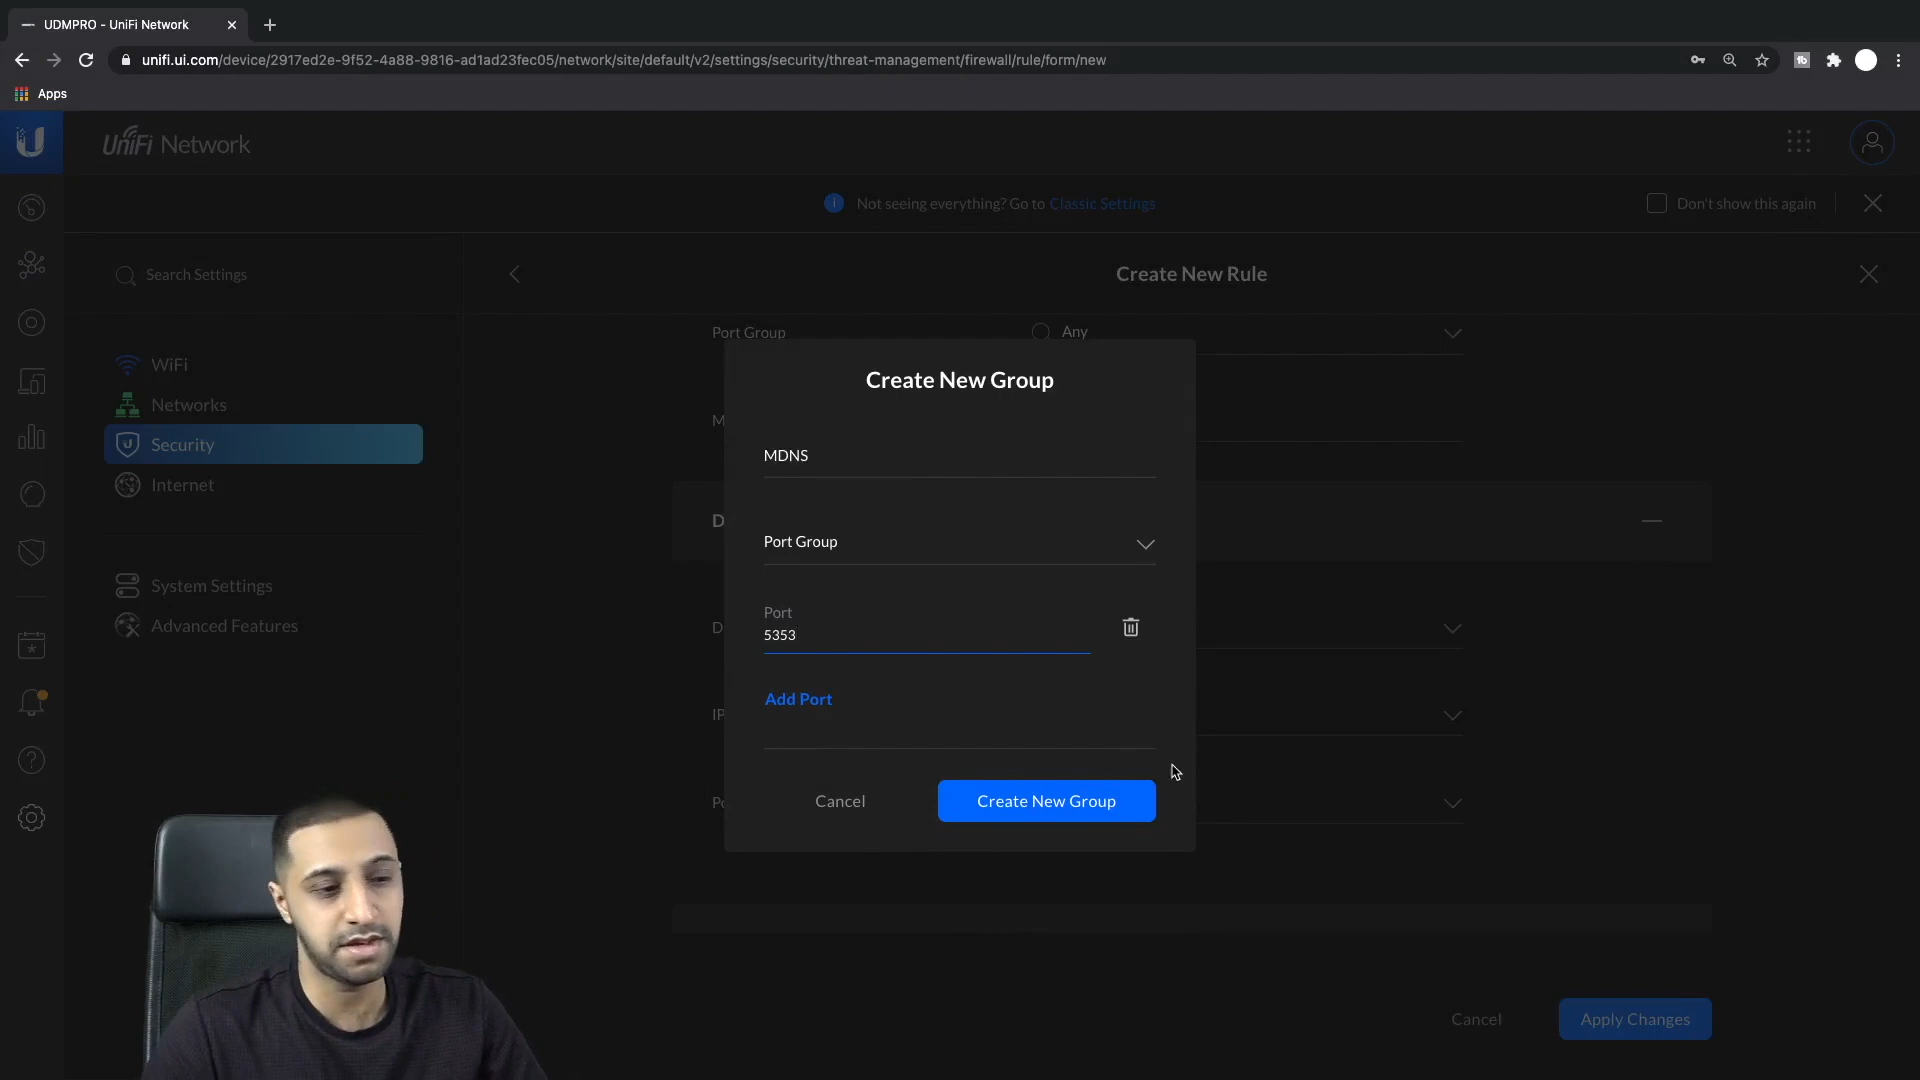 UDMPRO - UniFi Network
unifi.ui.com/device/2917ed2e-9f52-4a88-9816-ad1ad23fec05/network/site/default/v2/settings/security/threat-management/firewall/rule/form/new
Apps
UniFi Network
Not seeing everything? Go to Classic Settings
Don't show this again
Search Settings
Create New Rule
WiFi
Networks
Security
Internet
System Settings
Advanced Features
Port Group
Any
Create New Group
M
MDNS
D
Port Group
D
Port
5353
Add Port
IP
Po
Cancel
Create New Group
Cancel
Apply Changes